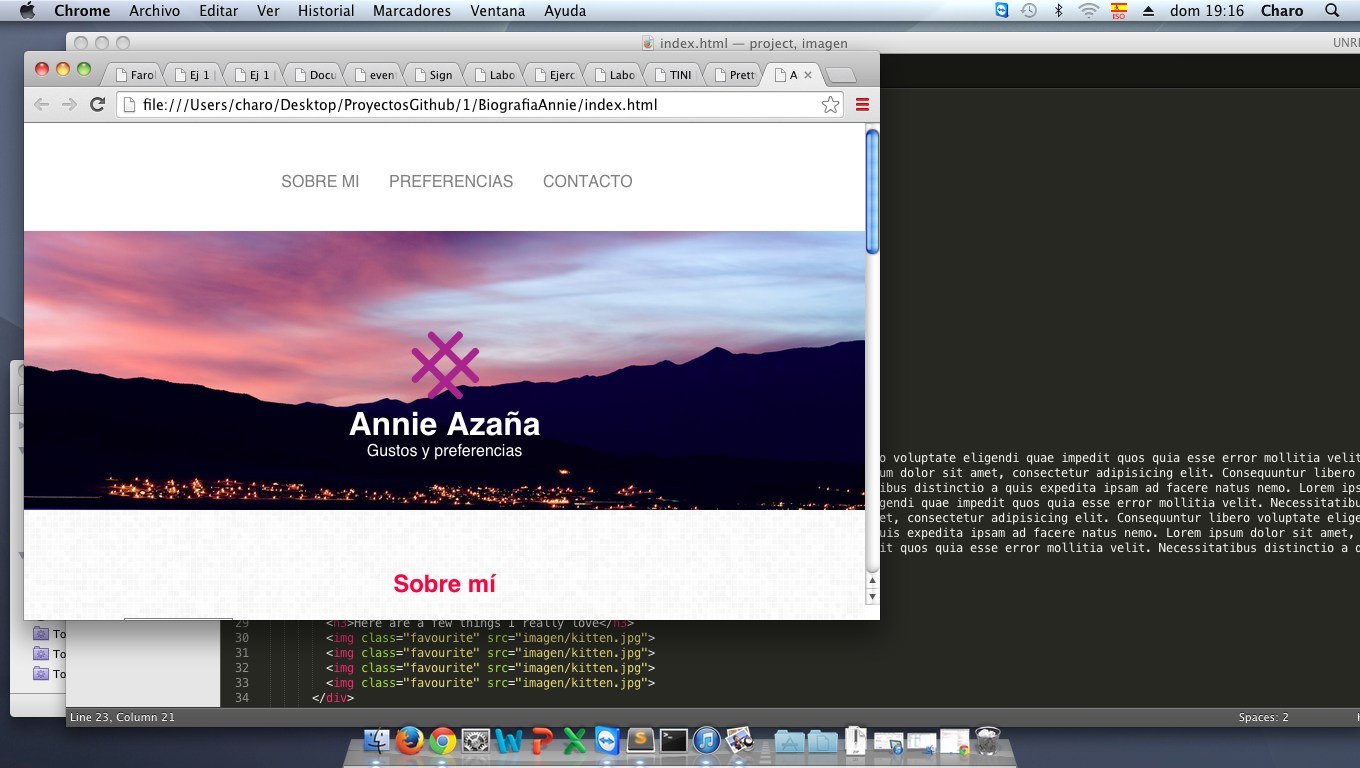 Chrome Archivo Editar Ver Historial Marcadores Ventana Ayuda ISO dom 19:16 Charo
index.html — project, imagen UNRE
Farol Ej 1 | Ej 1 | Docu even Sign Labo Ejerc Labo TINI Prett A
file:///Users/charo/Desktop/ProyectosGithub/1/BiografiaAnnie/index.html
SOBRE MI PREFERENCIAS CONTACTO
Annie Azaña
Gustos y preferencias
Sobre mí
o voluptate eligendi quae impedit quos quia esse error mollitia velit
um dolor sit amet, consectetur adipisicing elit. Consequuntur libero
ibus distinctio a quis expedita ipsam ad facere natus nemo. Lorem ips
gendi quae impedit quos quia esse error mollitia velit. Necessitatibu
et, consectetur adipisicing elit. Consequuntur libero voluptate elige
uis expedita ipsam ad facere natus nemo. Lorem ipsum dolor sit amet,
it quos quia esse error mollitia velit. Necessitatibus distinctio a q
29 <h3>Here are a few things I really love</h3>
30 <img class="favourite" src="imagen/kitten.jpg">
31 <img class="favourite" src="imagen/kitten.jpg">
32 <img class="favourite" src="imagen/kitten.jpg">
33 <img class="favourite" src="imagen/kitten.jpg">
34 </div>
To
To
To
Line 23, Column 21 Spaces: 2